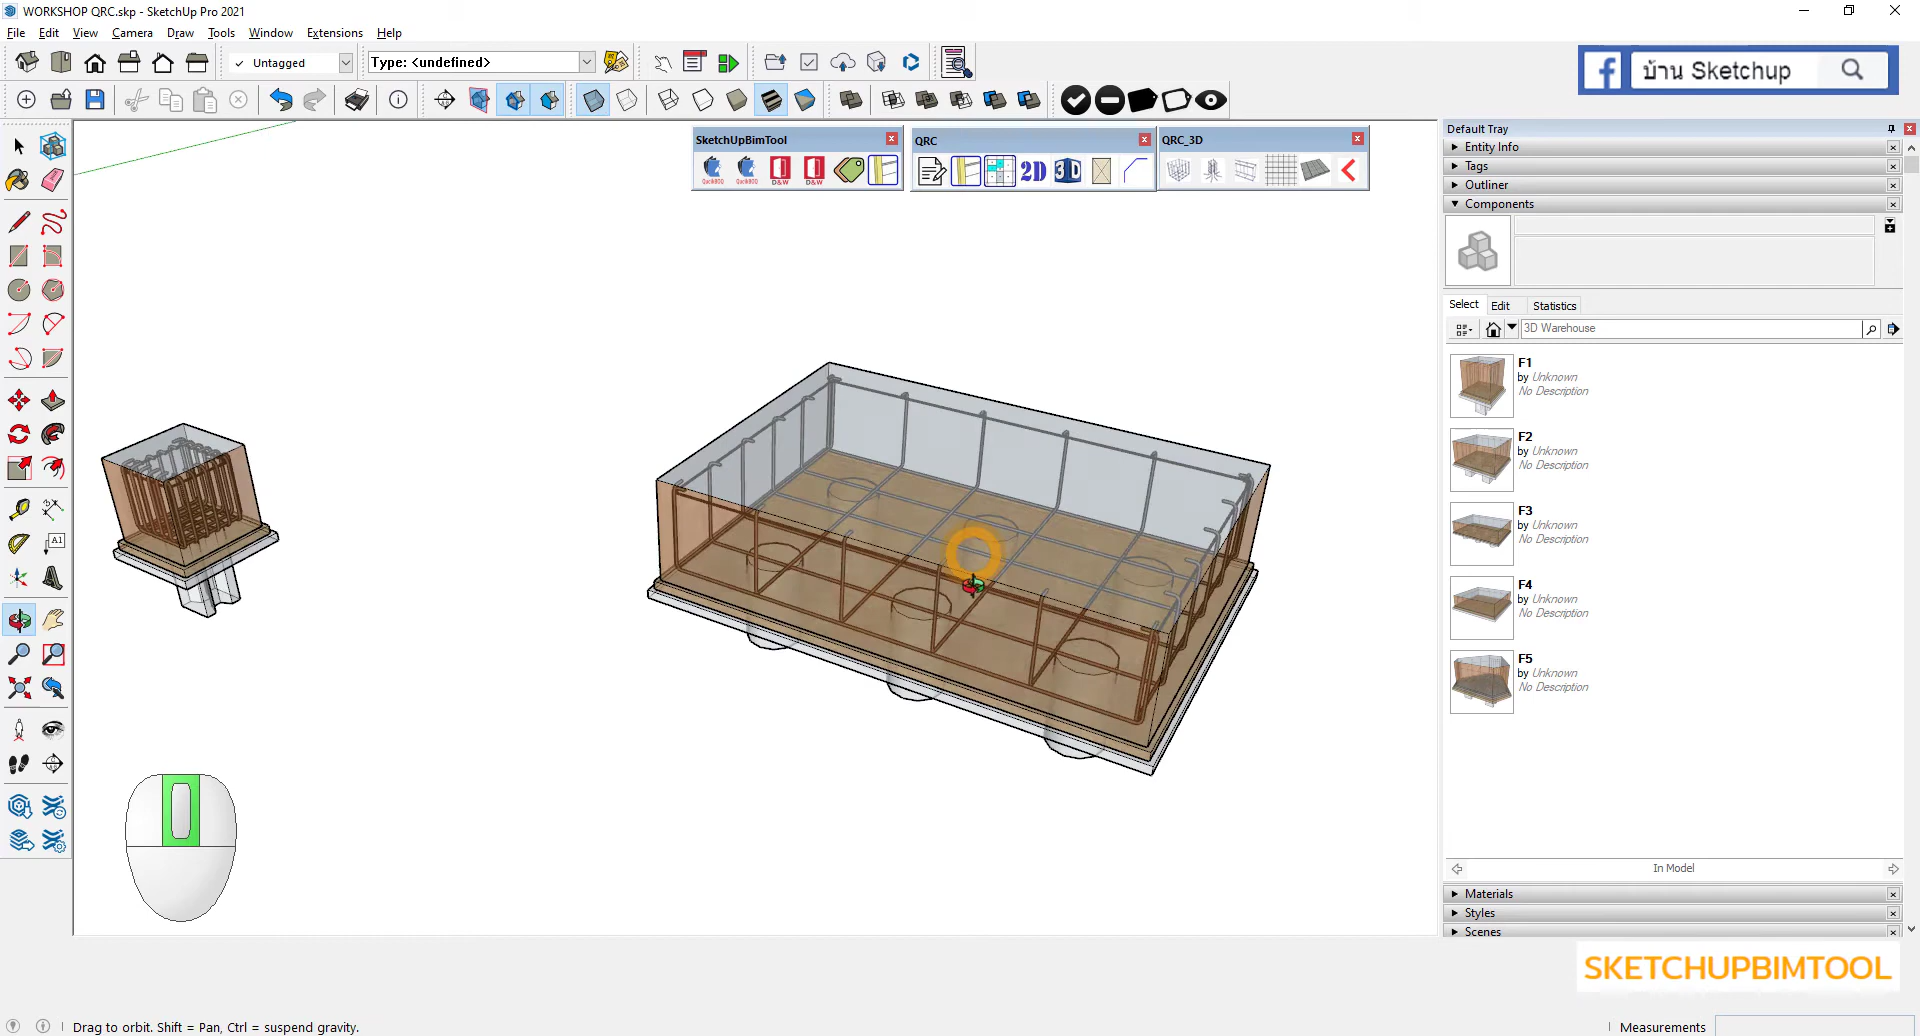 WORKSHOP QRC.skp - SketchUp Pro 2021
File Edit View Camera Draw Tools Window Extensions Help
Untagged
Type: <undefined>
บ้าน Sketchup
SketchUpBimTool
QRC
QRC_3D
D&W
D&W
2D
3D
A1
Default Tray
Entity Info
Tags
Outliner
Components
Select Edit Statistics
3D Warehouse
F1
by Unknown
No Description
F2
by Unknown
No Description
F3
by Unknown
No Description
F4
by Unknown
No Description
F5
by Unknown
No Description
In Model
Materials
Styles
Scenes
SKETCHUPBIMTOOL
Drag to orbit. Shift = Pan, Ctrl = suspend gravity.
Measurements